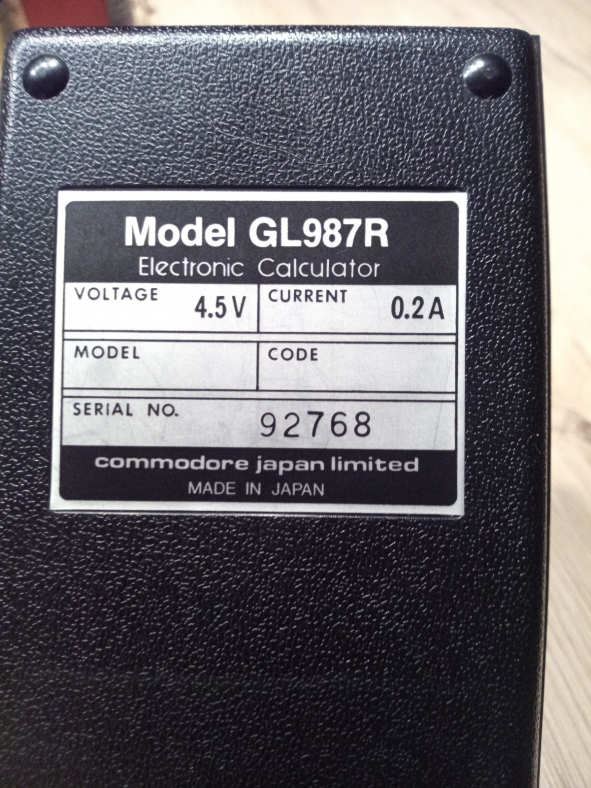 Model GL987R
Electronic Calculator
VOLTAGE 4.5V CURRENT 0.2A
MODEL CODE
SERIAL NO. 92768
commodore japan limited
MADE IN JAPAN